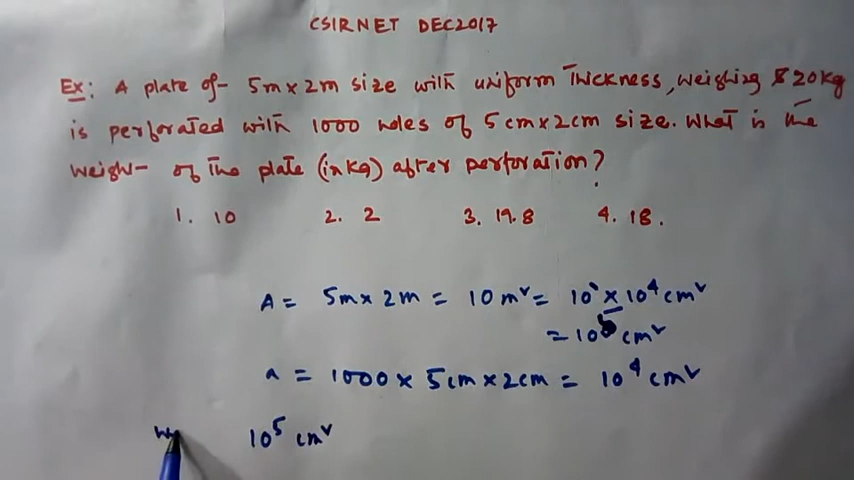 CSIRNET DEC2017
Ex: A plate of 5m x 2m size with uniform Thickness, weighing 20kg
is perforated with 1000 holes of 5cm x 2cm size. What is the
weight of the plate (in kg) after perforation?
1. 10 2. 2 3. 19.8 4. 18.
A = 5m x 2m = 10 m² = 10 x 10⁴ cm²
= 10⁵ cm²
a = 1000 x 5cm x 2cm = 10⁴ cm²
10⁵ cm²